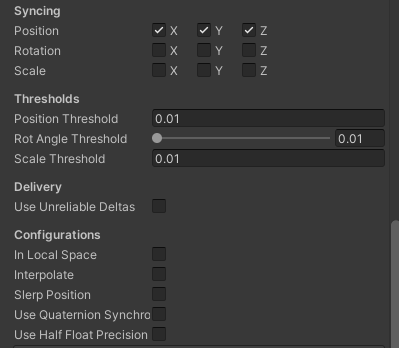 Syncing
Position X Y Z
Rotation X Y Z
Scale X Y Z
Thresholds
Position Threshold 0.01
Rot Angle Threshold 0.01
Scale Threshold 0.01
Delivery
Use Unreliable Deltas
Configurations
In Local Space
Interpolate
Slerp Position
Use Quaternion Synchro
Use Half Float Precision